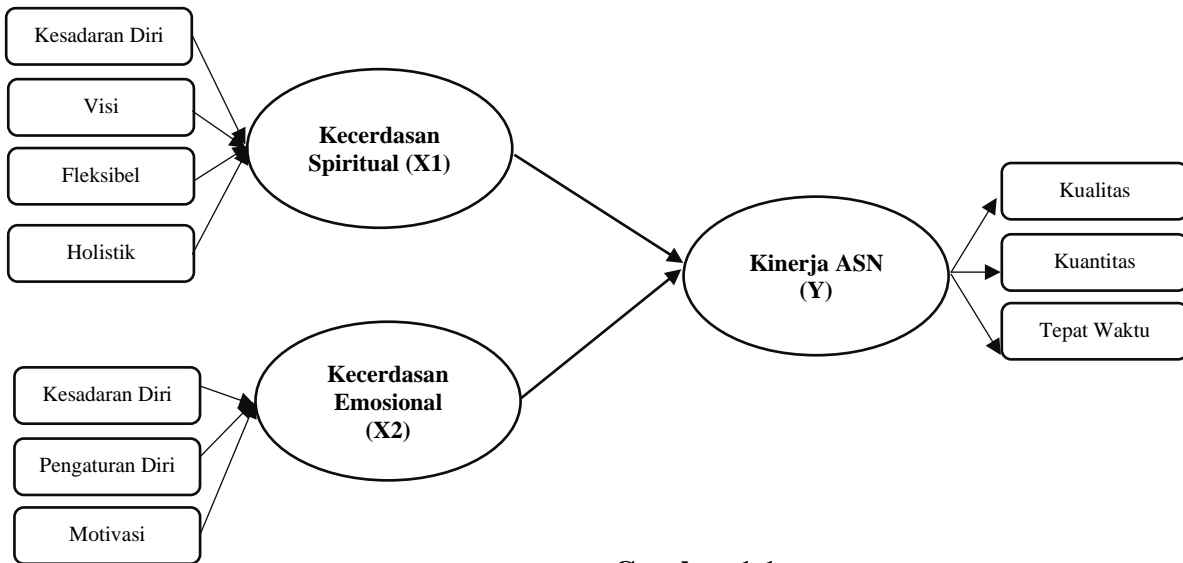 Kesadaran Diri
Visi
Fleksibel
Holistik
Kecerdasan
Spiritual (X1)
Kesadaran Diri
Pengaturan Diri
Motivasi
Kecerdasan
Emosional
(X2)
Kinerja ASN
(Y)
Kualitas
Kuantitas
Tepat Waktu